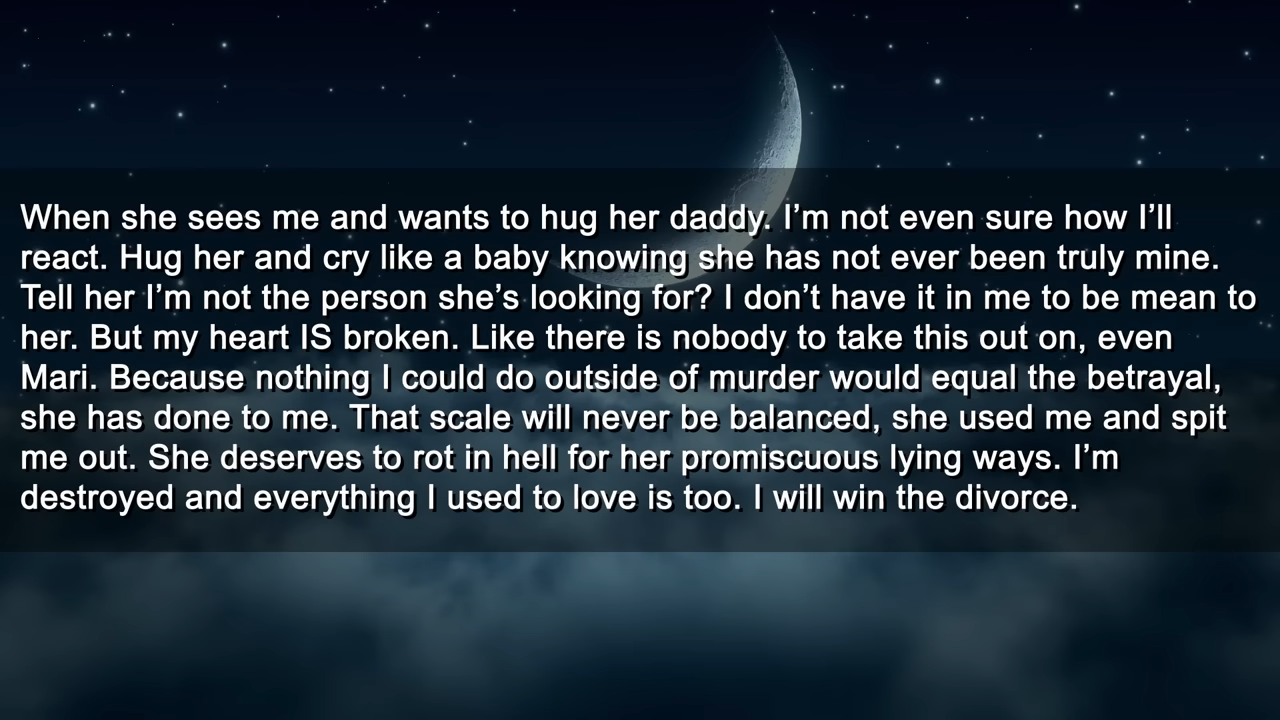 When she sees me and wants to hug her daddy. I’m not even sure how I’ll
react. Hug her and cry like a baby knowing she has not ever been truly mine.
Tell her I’m not the person she’s looking for? I don’t have it in me to be mean to
her. But my heart IS broken. Like there is nobody to take this out on, even
Mari. Because nothing I could do outside of murder would equal the betrayal,
she has done to me. That scale will never be balanced, she used me and spit
me out. She deserves to rot in hell for her promiscuous lying ways. I’m
destroyed and everything I used to love is too. I will win the divorce.